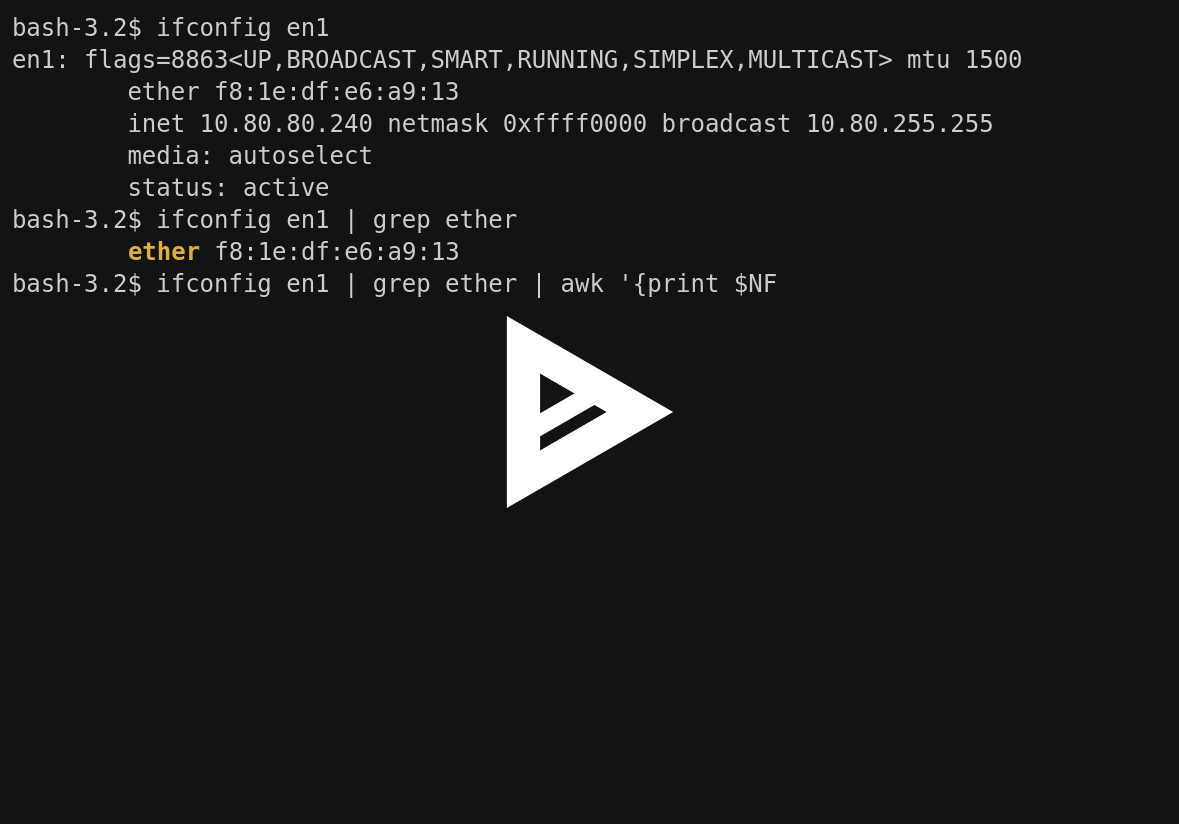 bash-3.2$ ifconfig en1
en1: flags=8863<UP,BROADCAST,SMART,RUNNING,SIMPLEX,MULTICAST> mtu 1500
        ether f8:1e:df:e6:a9:13
        inet 10.80.80.240 netmask 0xffff0000 broadcast 10.80.255.255
        media: autoselect
        status: active
bash-3.2$ ifconfig en1 | grep ether
        ether f8:1e:df:e6:a9:13
bash-3.2$ ifconfig en1 | grep ether | awk '{print $NF